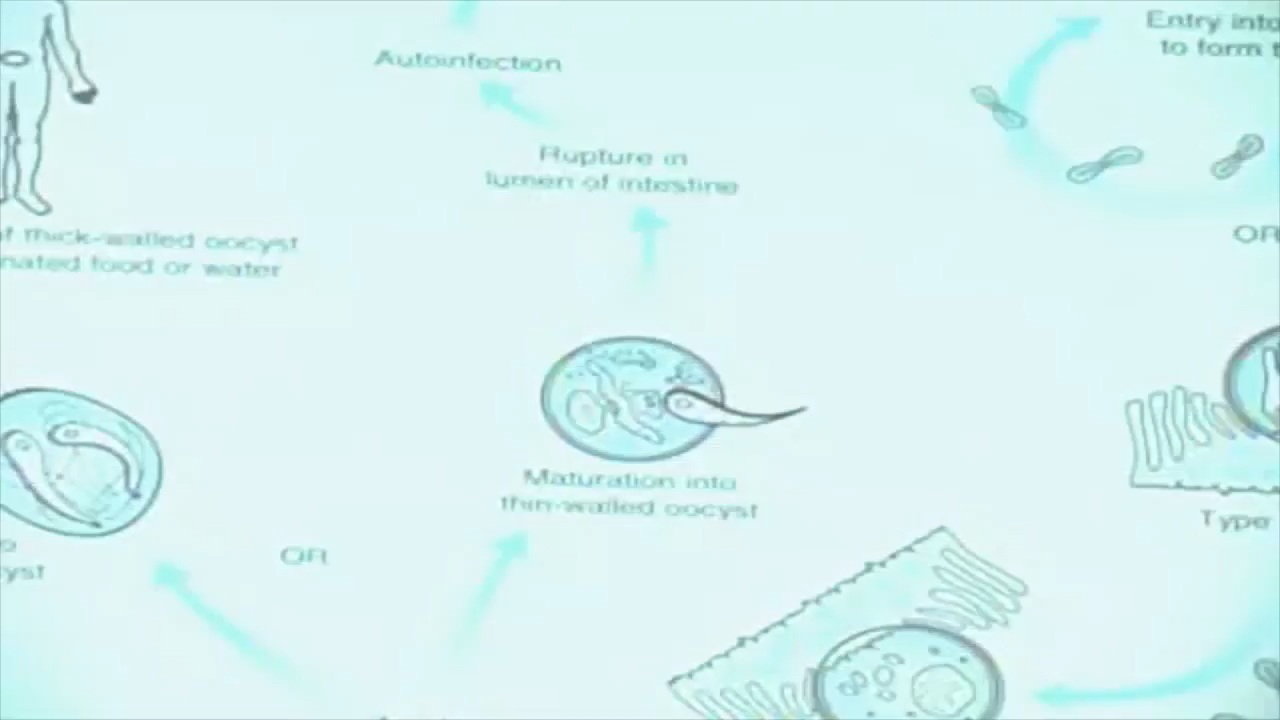 Autoinfection
Entry into
to form t
Rupture in
lumen of intestine
of thick-walled oocyst
nated food or water
OR
Maturation into
thin-walled oocyst
Type
OR
o
yst